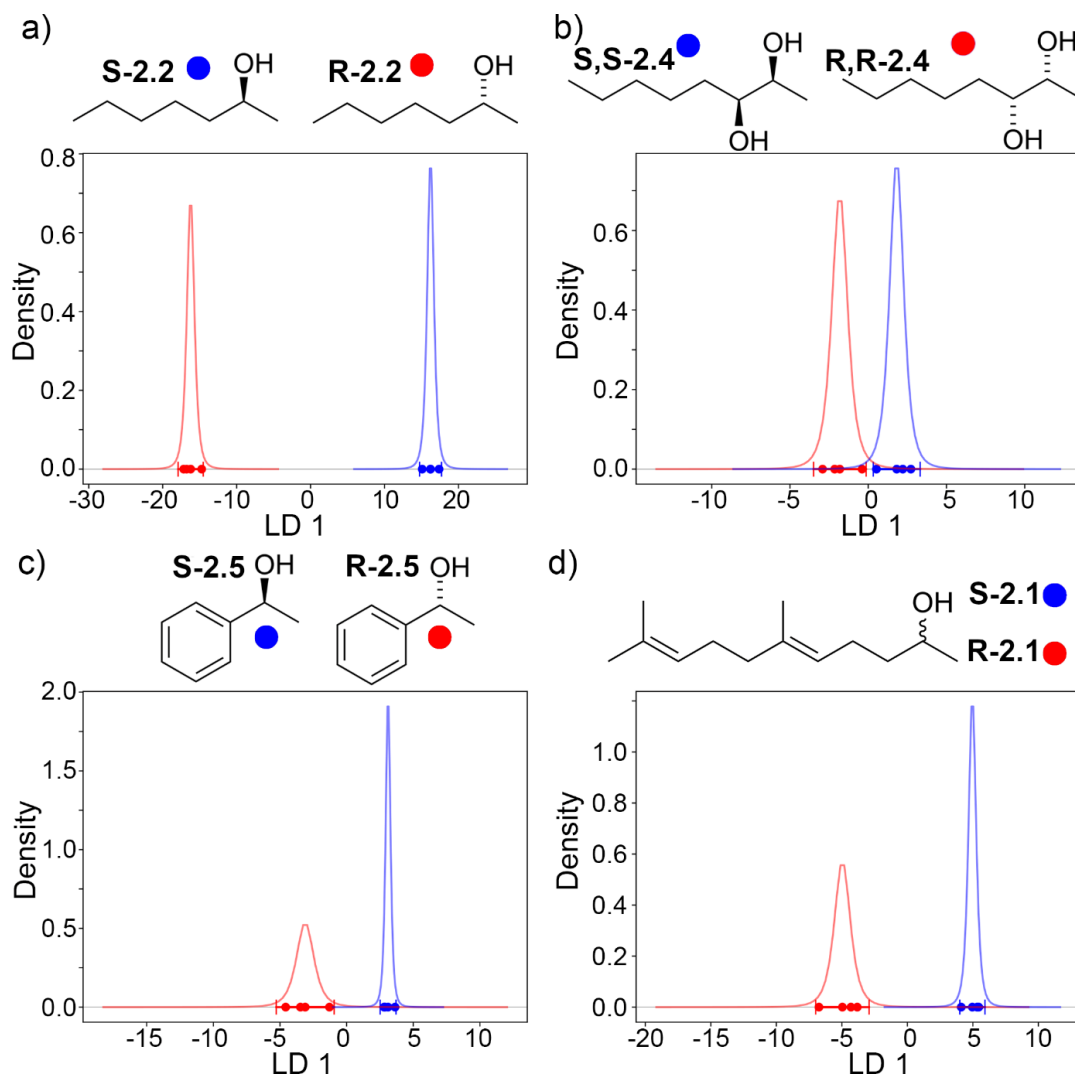 a)
S-2.2
OH
R-2.2
OH
0.8
0.6
0.4
0.2
0.0
Density
-30
-20
-10
0
10
20
LD 1
b)
S,S-2.4
OH
OH
R,R-2.4
OH
OH
0.6
0.4
0.2
0.0
Density
-10
-5
0
5
10
LD 1
c)
S-2.5
OH
R-2.5
OH
2.0
1.5
1.0
0.5
0.0
Density
-15
-10
-5
0
5
10
LD 1
d)
OH
S-2.1
R-2.1
1.0
0.8
0.6
0.4
0.2
0.0
Density
-20
-15
-10
-5
0
5
10
LD 1